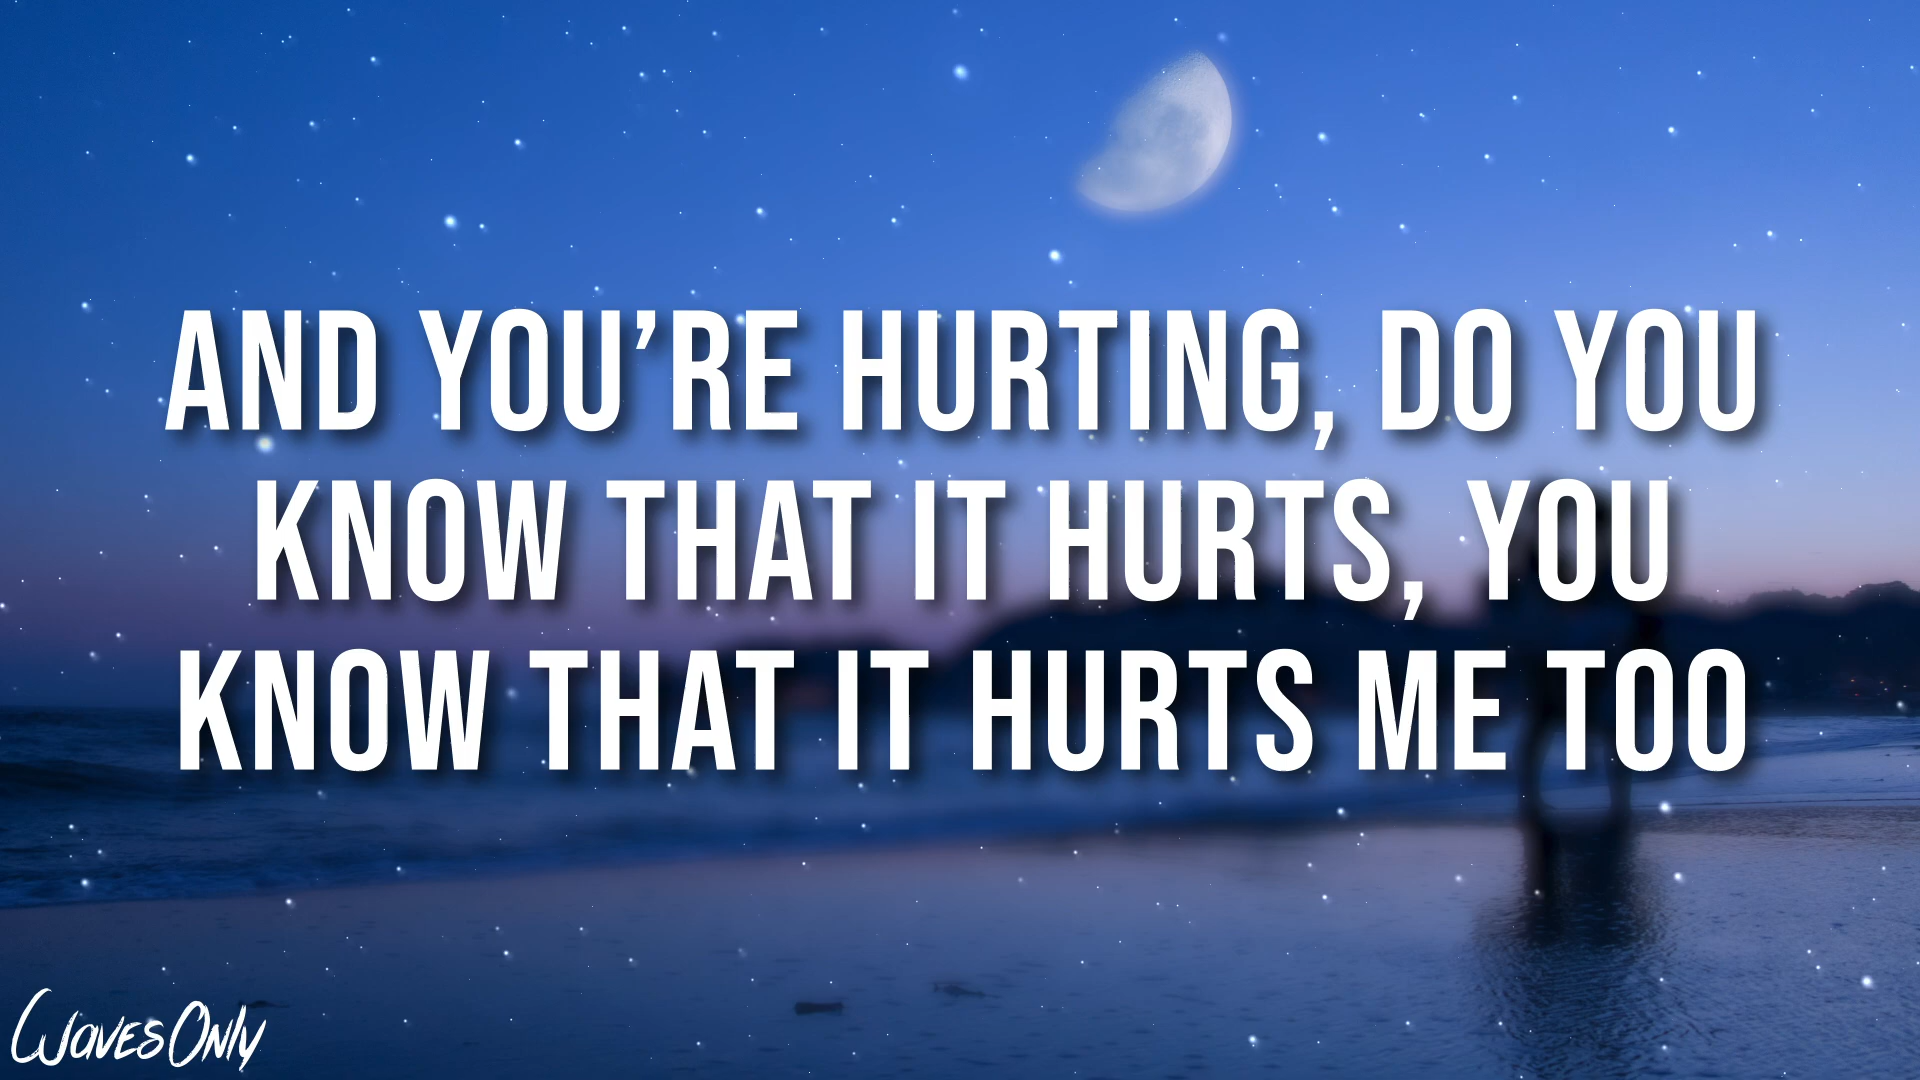 AND YOU’RE HURTING, DO YOU
KNOW THAT IT HURTS, YOU
KNOW THAT IT HURTS ME TOO
WavesOnly